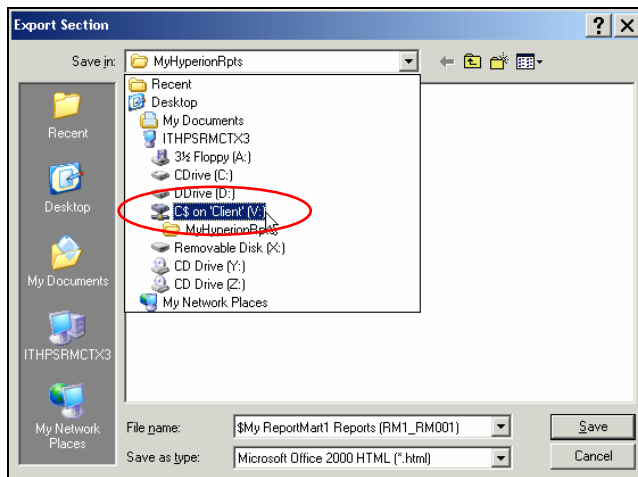 Export Section
Save in:
MyHyperionRpts
Recent
Desktop
My Documents
ITHPSRMCTX3
3½ Floppy (A:)
CDrive (C:)
DDrive (D:)
C$ on 'Client' (V:)
MyHyperionRpts
Removable Disk (X:)
CD Drive (Y:)
CD Drive (Z:)
My Network Places
Recent
Desktop
My Documents
ITHPSRMCTX3
My Network
Places
File name:
$My ReportMart1 Reports (RM1_RM001)
Save
Save as type:
Microsoft Office 2000 HTML (*.html)
Cancel